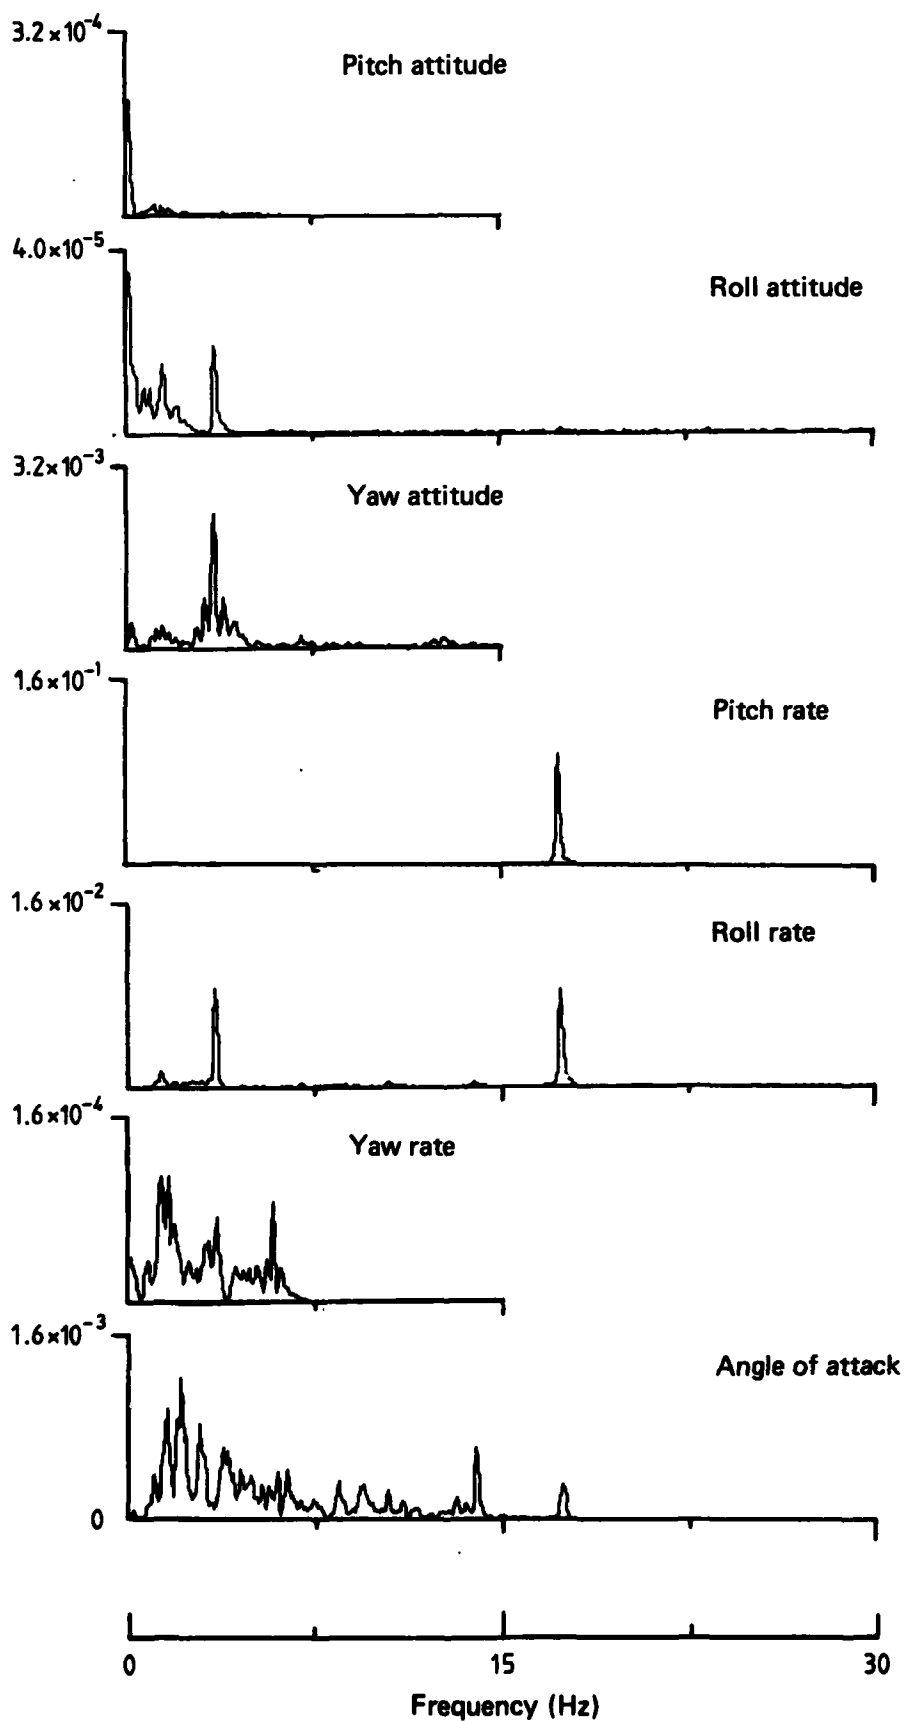 3.2×10⁻⁴
Pitch attitude
4.0×10⁻⁵
Roll attitude
3.2×10⁻³
Yaw attitude
1.6×10⁻¹
Pitch rate
1.6×10⁻²
Roll rate
1.6×10⁻⁴
Yaw rate
1.6×10⁻³
Angle of attack
0
0 15 30
Frequency (Hz)